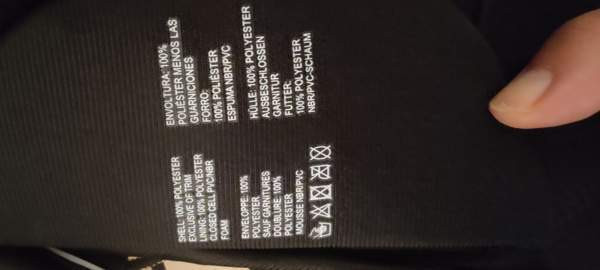 SHELL: 100% POLYESTER
EXCLUSIVE OF TRIM
LINING: 100% POLYESTER
CLOSED CELL PVC/NBR
FOAM
ENVELOPPE: 100%
POLYESTER
SAUF GARNITURES
DOUBLURE: 100%
POLYESTER
MOUSSE NBR/PVC
ENVOLTURA: 100%
POLIÉSTER MENOS LAS
GUARNICIONES
FORRO:
100% POLIÉSTER
ESPUMA NBR/PVC
HÜLLE: 100% POLYESTER
AUSBESCHLOSSEN
GARNITUR
FUTTER:
100% POLYESTER
NBR/PVC-SCHAUM